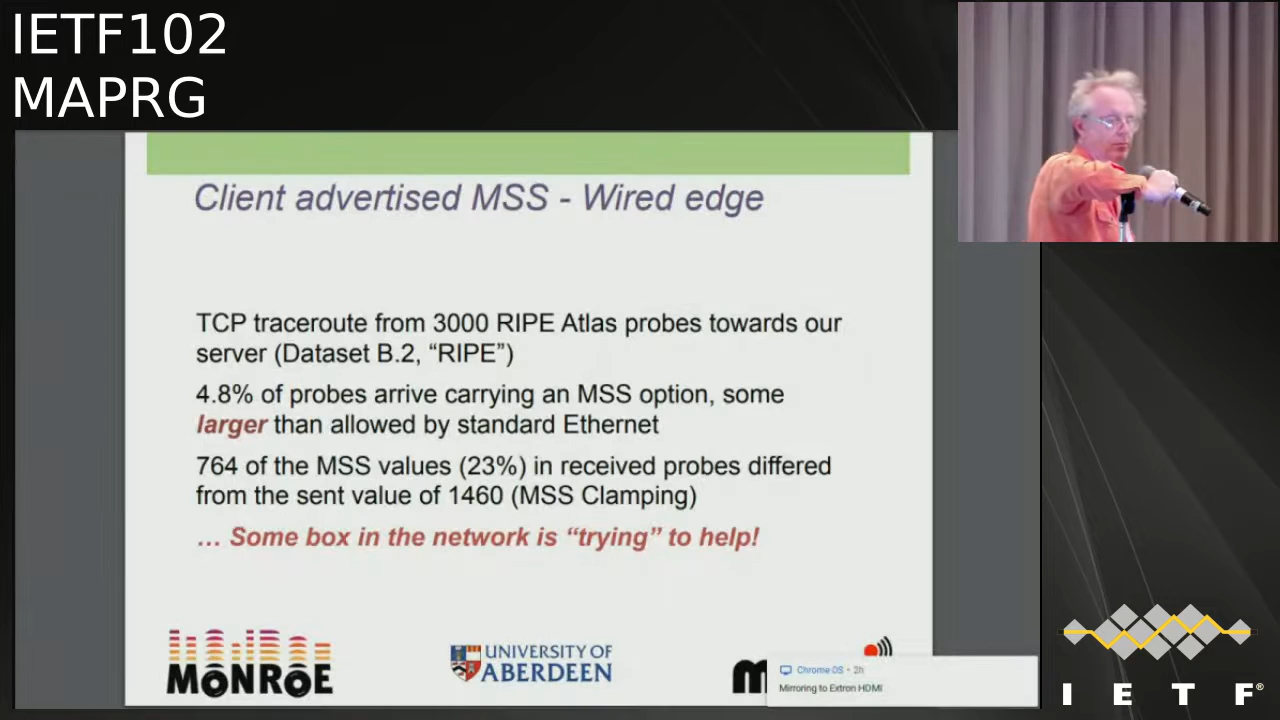 IETF102
MAPRG
Client advertised MSS - Wired edge
TCP traceroute from 3000 RIPE Atlas probes towards our
server (Dataset B.2, “RIPE”)
4.8% of probes arrive carrying an MSS option, some
larger than allowed by standard Ethernet
764 of the MSS values (23%) in received probes differed
from the sent value of 1460 (MSS Clamping)
… Some box in the network is “trying” to help!
MONROE
UNIVERSITY OF
ABERDEEN
m
Chrome OS • 2h
Mirroring to Extron HDMI
I E T F®